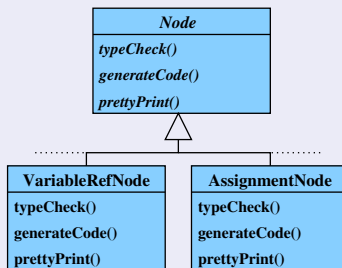 Node
typeCheck()
generateCode()
prettyPrint()
VariableRefNode
typeCheck()
generateCode()
prettyPrint()
AssignmentNode
typeCheck()
generateCode()
prettyPrint()